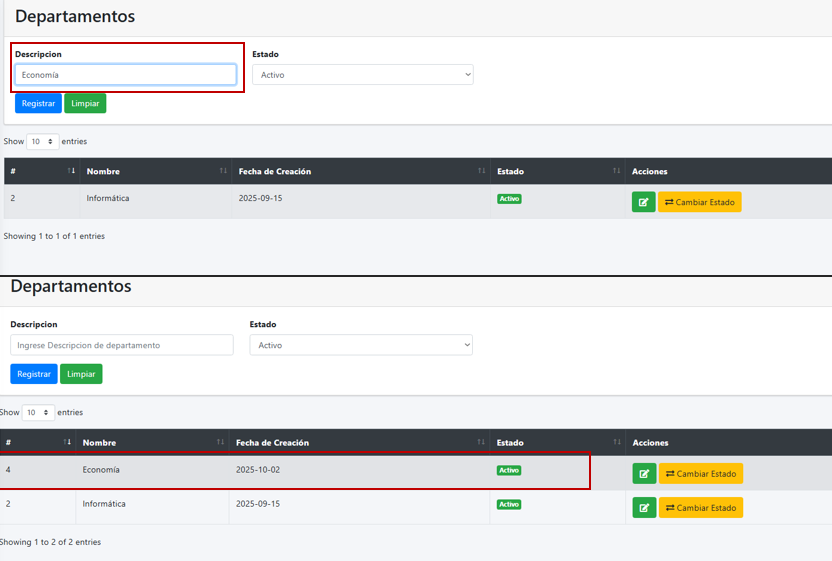 Departamentos
Descripcion Estado
Economía Activo
Registrar Limpiar
Show 10 entries
# Nombre Fecha de Creación Estado Acciones
2 Informática 2025-09-15 Activo Cambiar Estado
Showing 1 to 1 of 1 entries
Departamentos
Descripcion Estado
Ingrese Descripcion de departamento Activo
Registrar Limpiar
Show 10 entries
# Nombre Fecha de Creación Estado Acciones
4 Economía 2025-10-02 Activo Cambiar Estado
2 Informática 2025-09-15 Activo Cambiar Estado
Showing 1 to 2 of 2 entries